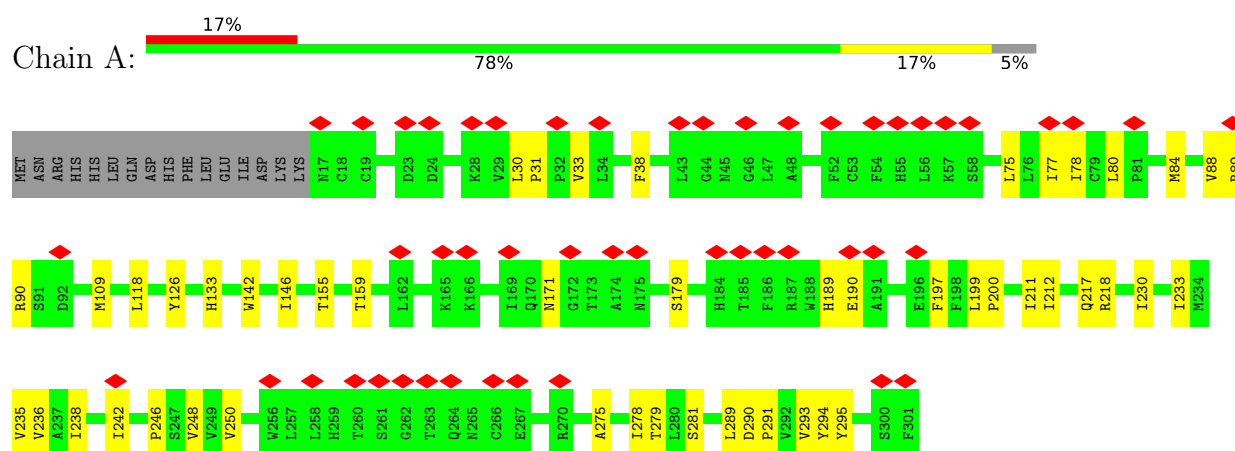 17%
Chain A:
78% 17% 5%
MET ASN ARG HIS HIS LEU GLN ASP HIS PHE LEU GLU ILE ASP LYS LYS N17 C18 C19 D23 D24 K28 V29 L30 P31 P32 V33 L34 F38 L43 G44 N45 G46 L47 A48 F52 C53 F54 H55 L56 K57 S58 L75 L76 I77 I78 C79 L80 P81 M84 V88
R90 S91 D92 M109 L118 Y126 H133 W142 I146 T155 T159 L162 K165 K166 I169 Q170 N171 G172 T173 A174 N175 S179 H184 T185 F186 R187 W188 H189 E190 A191 E196 F197 F198 L199 P200 I211 I212 Q217 R218 I230 I233 M234
V235 V236 A237 I238 I242 P246 S247 V248 V249 V250 W256 L257 L258 H259 T260 S261 G262 T263 Q264 N265 C266 E267 R270 A275 I278 T279 L280 S281 L289 D290 P291 V292 V293 Y294 Y295 S300 F301